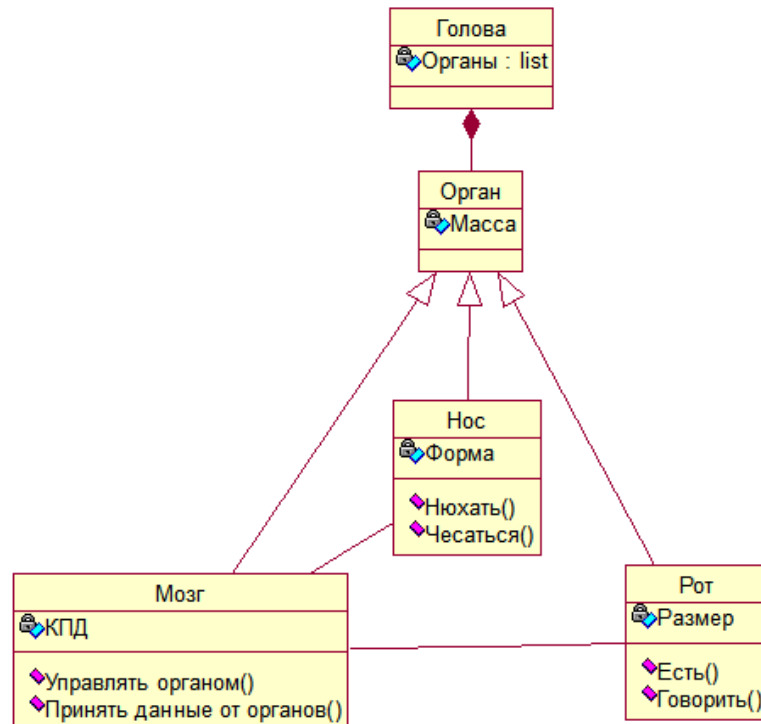 Голова
Органы : list
Орган
Масса
Нос
Форма
Нюхать()
Чесаться()
Мозг
КПД
Управлять органом()
Принять данные от органов()
Рот
Размер
Есть()
Говорить()